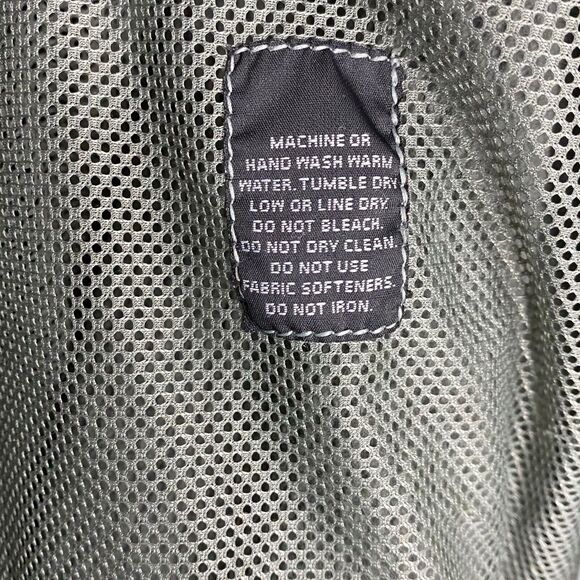 MACHINE OR
HAND WASH WARM
WATER. TUMBLE DRY
LOW OR LINE DRY.
DO NOT BLEACH.
DO NOT DRY CLEAN.
DO NOT USE
FABRIC SOFTENERS.
DO NOT IRON.